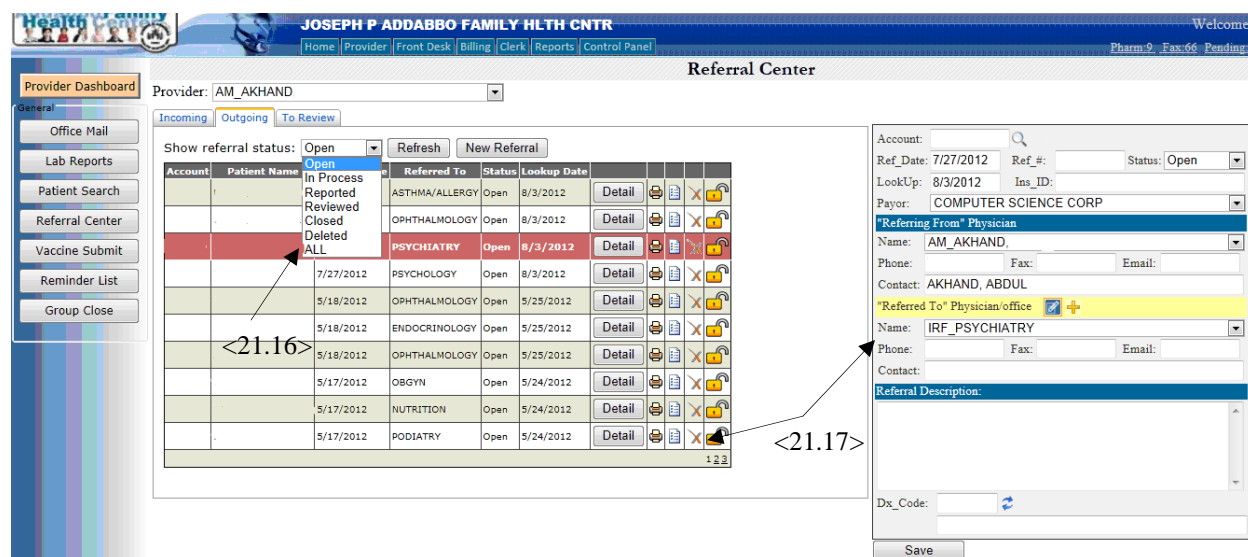 Health Center
JOSEPH P ADDABBO FAMILY HLTH CNTR
Welcome
Home Provider Front Desk Billing Clerk Reports Control Panel
Pharm:9 Fax:66 Pending:
Referral Center
Provider Dashboard
Provider: AM_AKHAND
General
Incoming Outgoing To Review
Office Mail
Lab Reports
Patient Search
Referral Center
Vaccine Submit
Reminder List
Group Close
Show referral status: Open Refresh New Referral
Open
In Process
Reported
Reviewed
Closed
Deleted
ALL
Account Patient Name Referred To Status Lookup Date
ASTHMA/ALLERGY Open 8/3/2012 Detail
OPHTHALMOLOGY Open 8/3/2012 Detail
PSYCHIATRY Open 8/3/2012 Detail
7/27/2012 PSYCHOLOGY Open 8/3/2012 Detail
5/18/2012 OPHTHALMOLOGY Open 5/25/2012 Detail
5/18/2012 ENDOCRINOLOGY Open 5/25/2012 Detail
5/18/2012 OPHTHALMOLOGY Open 5/25/2012 Detail
5/17/2012 OBGYN Open 5/24/2012 Detail
5/17/2012 NUTRITION Open 5/24/2012 Detail
5/17/2012 PODIATRY Open 5/24/2012 Detail
1 2 3
<21.16>
<21.17>
Account:
Ref_Date: 7/27/2012 Ref_#: Status: Open
LookUp: 8/3/2012 Ins_ID:
Payor: COMPUTER SCIENCE CORP
"Referring From" Physician
Name: AM_AKHAND,
Phone: Fax: Email:
Contact: AKHAND, ABDUL
"Referred To" Physician/office
Name: IRF_PSYCHIATRY
Phone: Fax: Email:
Contact:
Referral Description:
Dx_Code:
Save